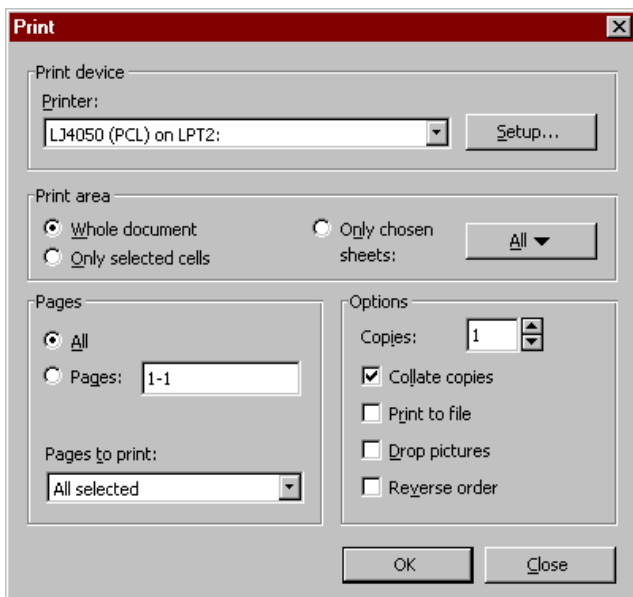 Print
Print device
Printer:
LJ4050 (PCL) on LPT2:
Setup...
Print area
Whole document
Only selected cells
Only chosen
sheets:
All
Pages
All
Pages: 1-1
Pages to print:
All selected
Options
Copies: 1
Collate copies
Print to file
Drop pictures
Reverse order
OK
Close